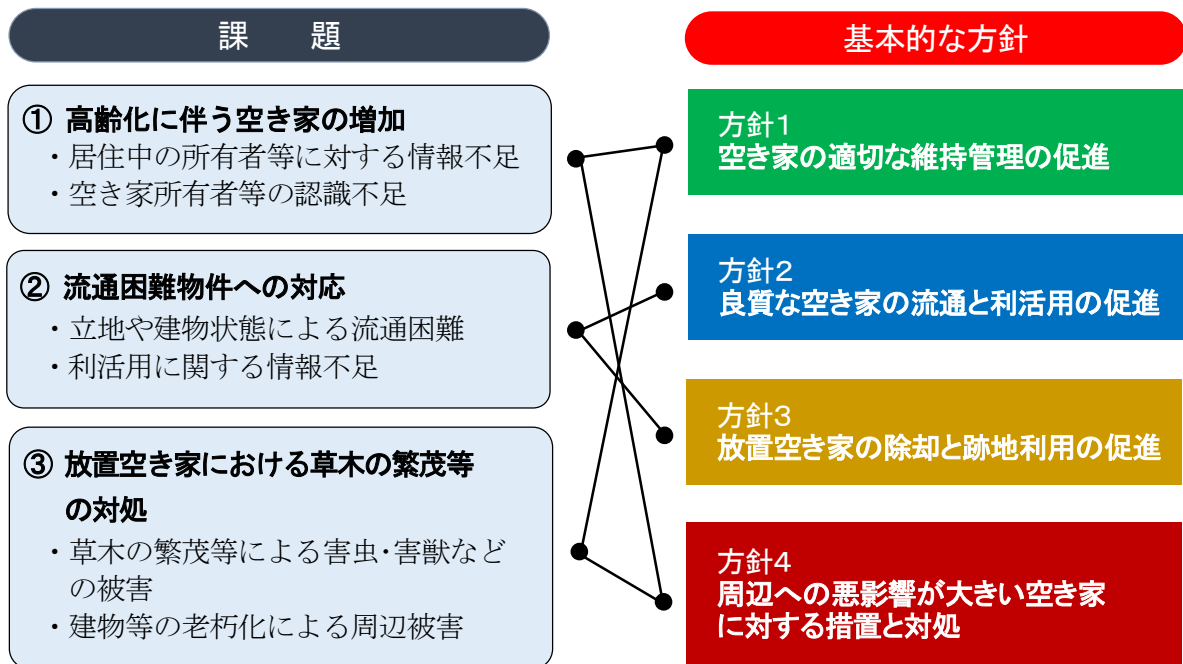 課　題
① 高齢化に伴う空き家の増加
・居住中の所有者等に対する情報不足
・空き家所有者等の認識不足
② 流通困難物件への対応
・立地や建物状態による流通困難
・利活用に関する情報不足
③ 放置空き家における草木の繁茂等
の対処
・草木の繁茂等による害虫・害獣など
の被害
・建物等の老朽化による周辺被害
基本的な方針
方針1
空き家の適切な維持管理の促進
方針2
良質な空き家の流通と利活用の促進
方針3
放置空き家の除却と跡地利用の促進
方針4
周辺への悪影響が大きい空き家
に対する措置と対処